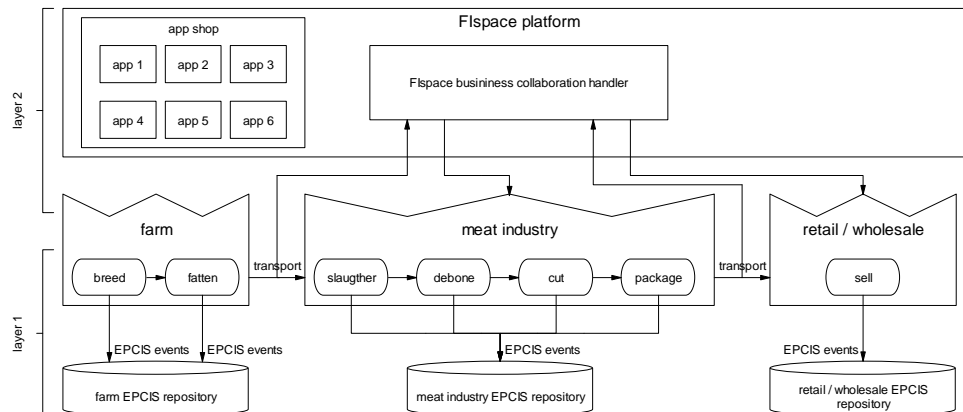 FIspace platform
app shop
app 1
app 2
app 3
app 4
app 5
app 6
FIspace busininess collaboration handler
layer 2
farm
meat industry
retail / wholesale
breed
fatten
transport
slaugther
debone
cut
package
transport
sell
layer 1
EPCIS events
EPCIS events
EPCIS events
EPCIS events
farm EPCIS repository
meat industry EPCIS repository
retail / wholesale EPCIS
repository